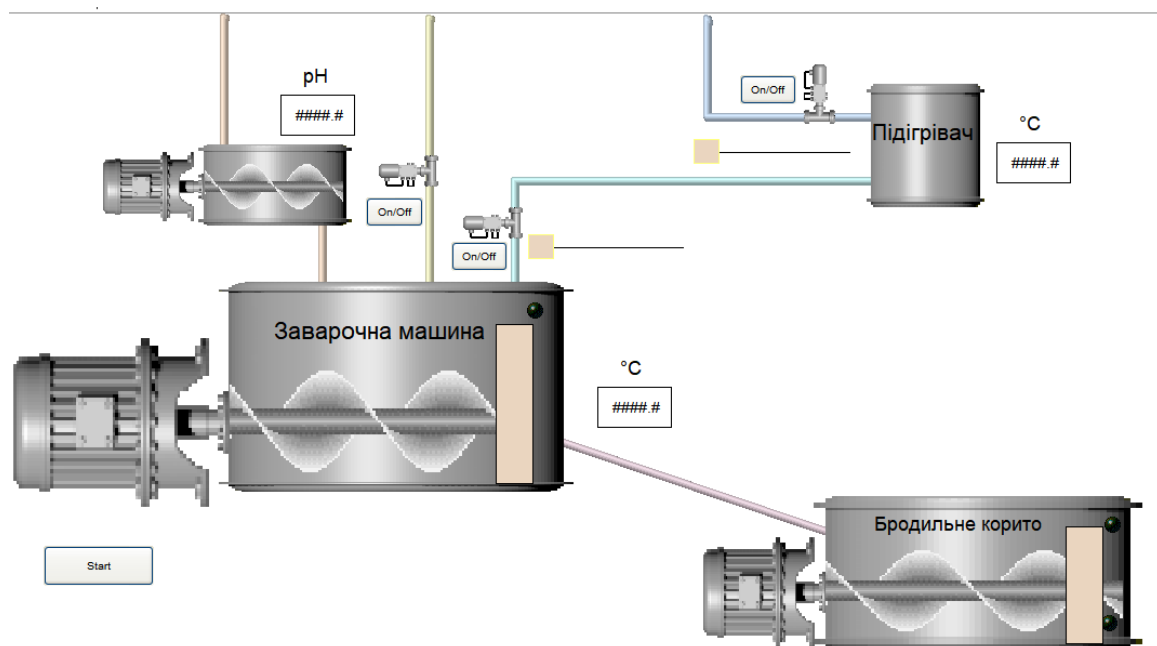 pH
####.#
On/Off
Підігрівач
°C
####.#
On/Off
On/Off
Заварочна машина
°C
####.#
Бродильне корито
Start